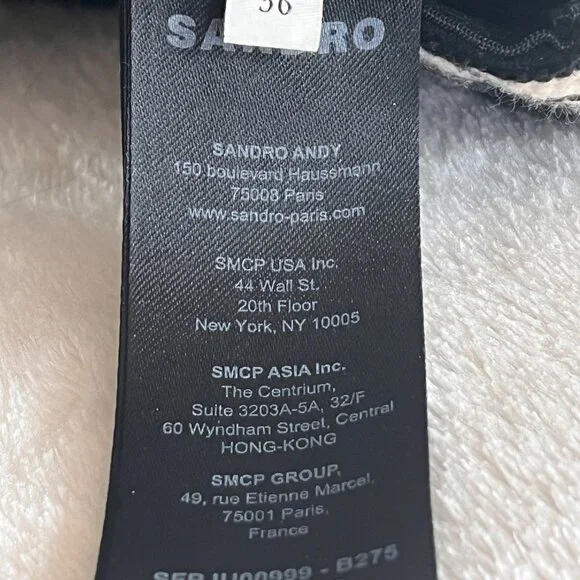 36
SANDRO
SANDRO ANDY
150 boulevard Haussmann
75008 Paris
www.sandro-paris.com
SMCP USA Inc.
44 Wall St.
20th Floor
New York, NY 10005
SMCP ASIA Inc.
The Centrium,
Suite 3203A-5A, 32/F
60 Wyndham Street, Central
HONG-KONG
SMCP GROUP,
49, rue Etienne Marcel,
75001 Paris,
France
SFPJU00999 - B275